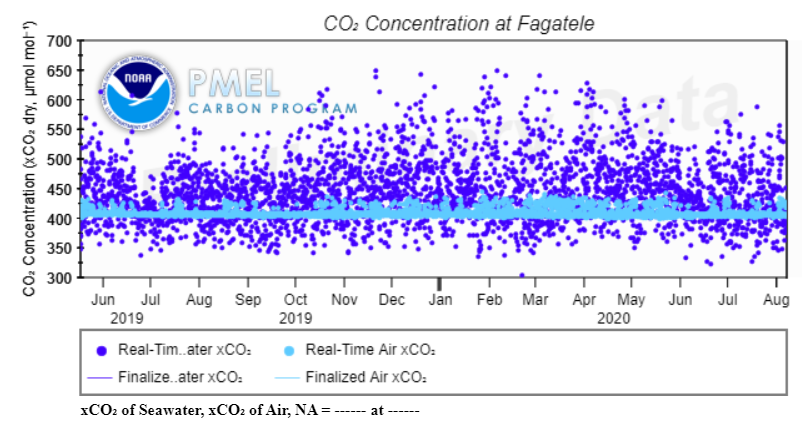 CO₂ Concentration at Fagatele
CO₂ Concentration (xCO₂ dry, µmol mol⁻¹)
700
650
600
550
500
450
400
350
300
NOAA
PMEL
CARBON PROGRAM
Data
Jun Jul Aug Sep Oct Nov Dec Jan Feb Mar Apr May Jun Jul Aug
2019 2019 2020
Real-Tim..ater xCO₂ Real-Time Air xCO₂
Finalize..ater xCO₂ Finalized Air xCO₂
xCO₂ of Seawater, xCO₂ of Air, NA = ------ at ------